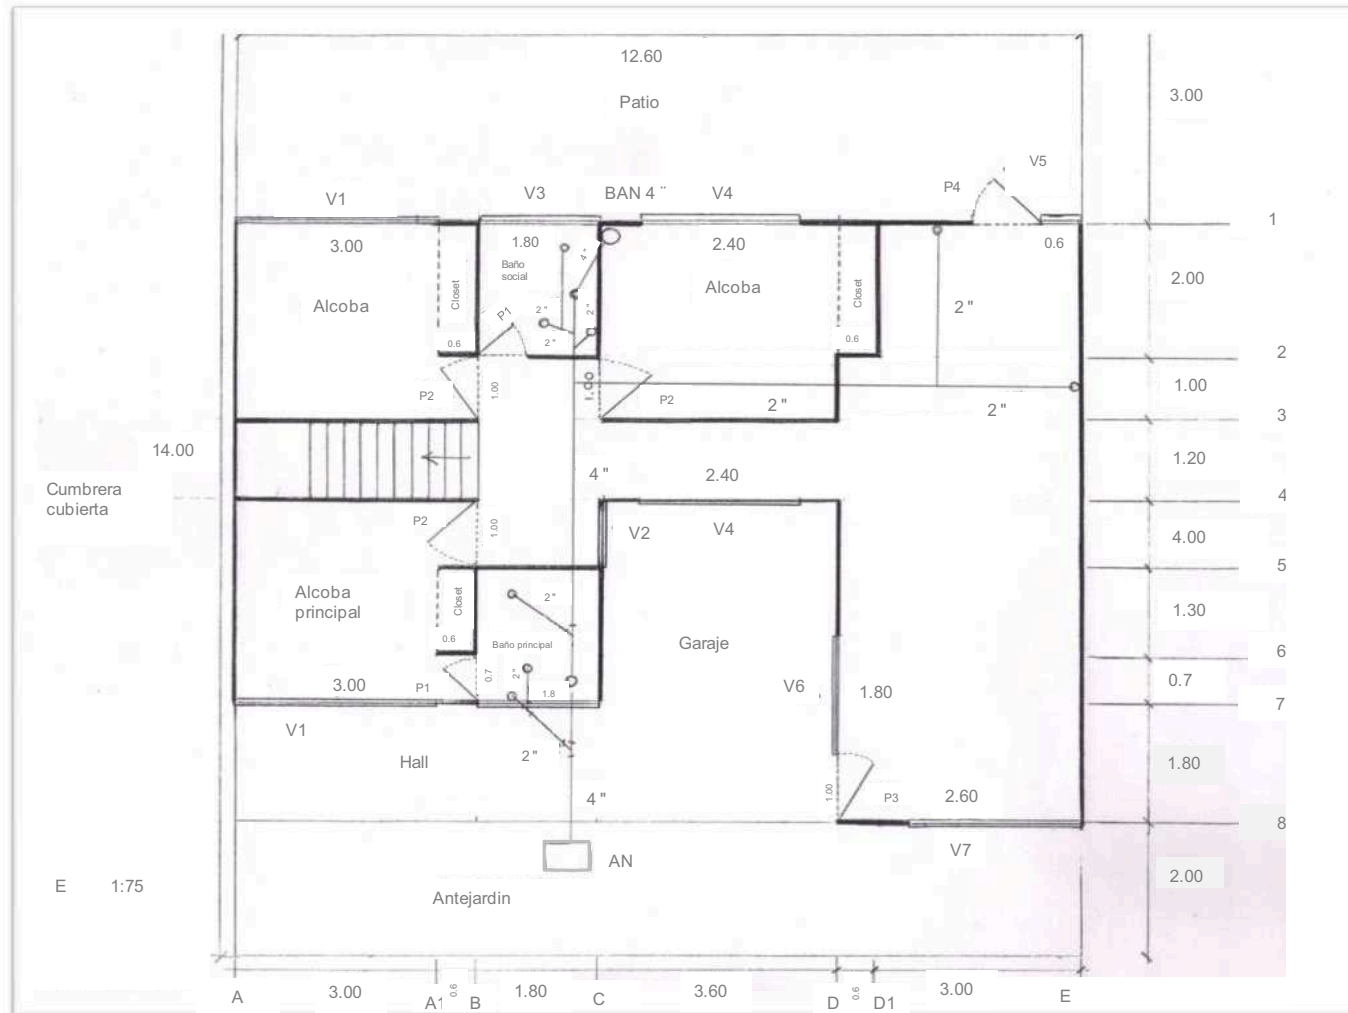 12.60
Patio
3.00
V5
P4
V1
V3
BAN 4 ¨
V4
1
3.00
1.80
2.40
0.6
4 "
Baño
social
2.00
Alcoba
Closet
Alcoba
Closet
2 "
P1
2 "
2 "
0.6
2 "
0.6
2
P2
1.00
1.00
P2
2 "
2 "
1.00
3
14.00
4 "
2.40
1.20
Cumbrera
cubierta
4
P2
1.00
V2
V4
4.00
5
Alcoba
principal
Closet
2 "
1.30
0.6
Baño principal
Garaje
6
3.00
P1
0.7
2 "
1.8
V6
1.80
0.7
7
V1
Hall
2 "
1.80
4 "
1.00
P3
2.60
8
AN
V7
E 1:75
Antejardin
2.00
A
3.00
A1
0.6
B
1.80
C
3.60
D
0.6
D1
3.00
E